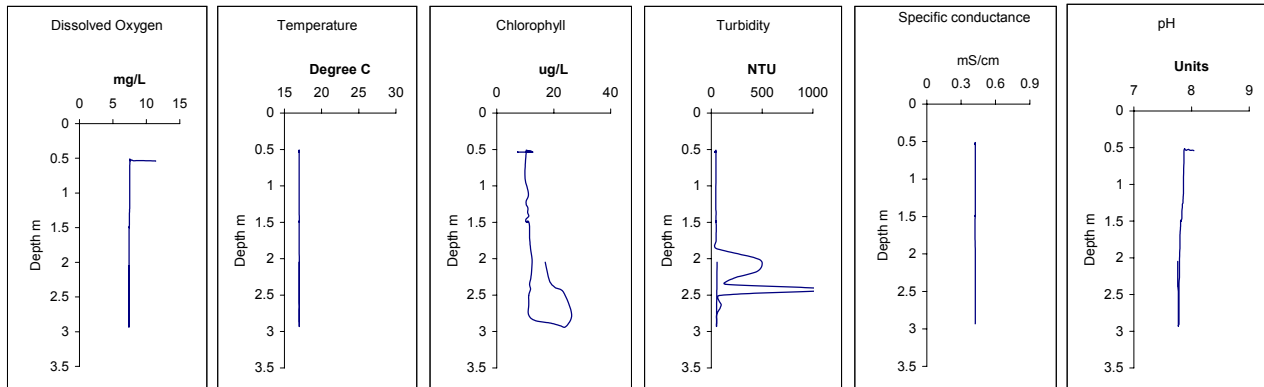 Dissolved Oxygen
mg/L
0 5 10 15
0
0.5
1
1.5
2
2.5
3
3.5
Depth m
Temperature
Degree C
15 20 25 30
0
0.5
1
1.5
2
2.5
3
3.5
Depth m
Chlorophyll
ug/L
0 20 40
0
0.5
1
1.5
2
2.5
3
3.5
Depth m
Turbidity
NTU
0 500 1000
0
0.5
1
1.5
2
2.5
3
3.5
Depth m
Specific conductance
mS/cm
0 0.3 0.6 0.9
0
0.5
1
1.5
2
2.5
3
3.5
Depth m
pH
Units
7 8 9
0
0.5
1
1.5
2
2.5
3
3.5
Depth m